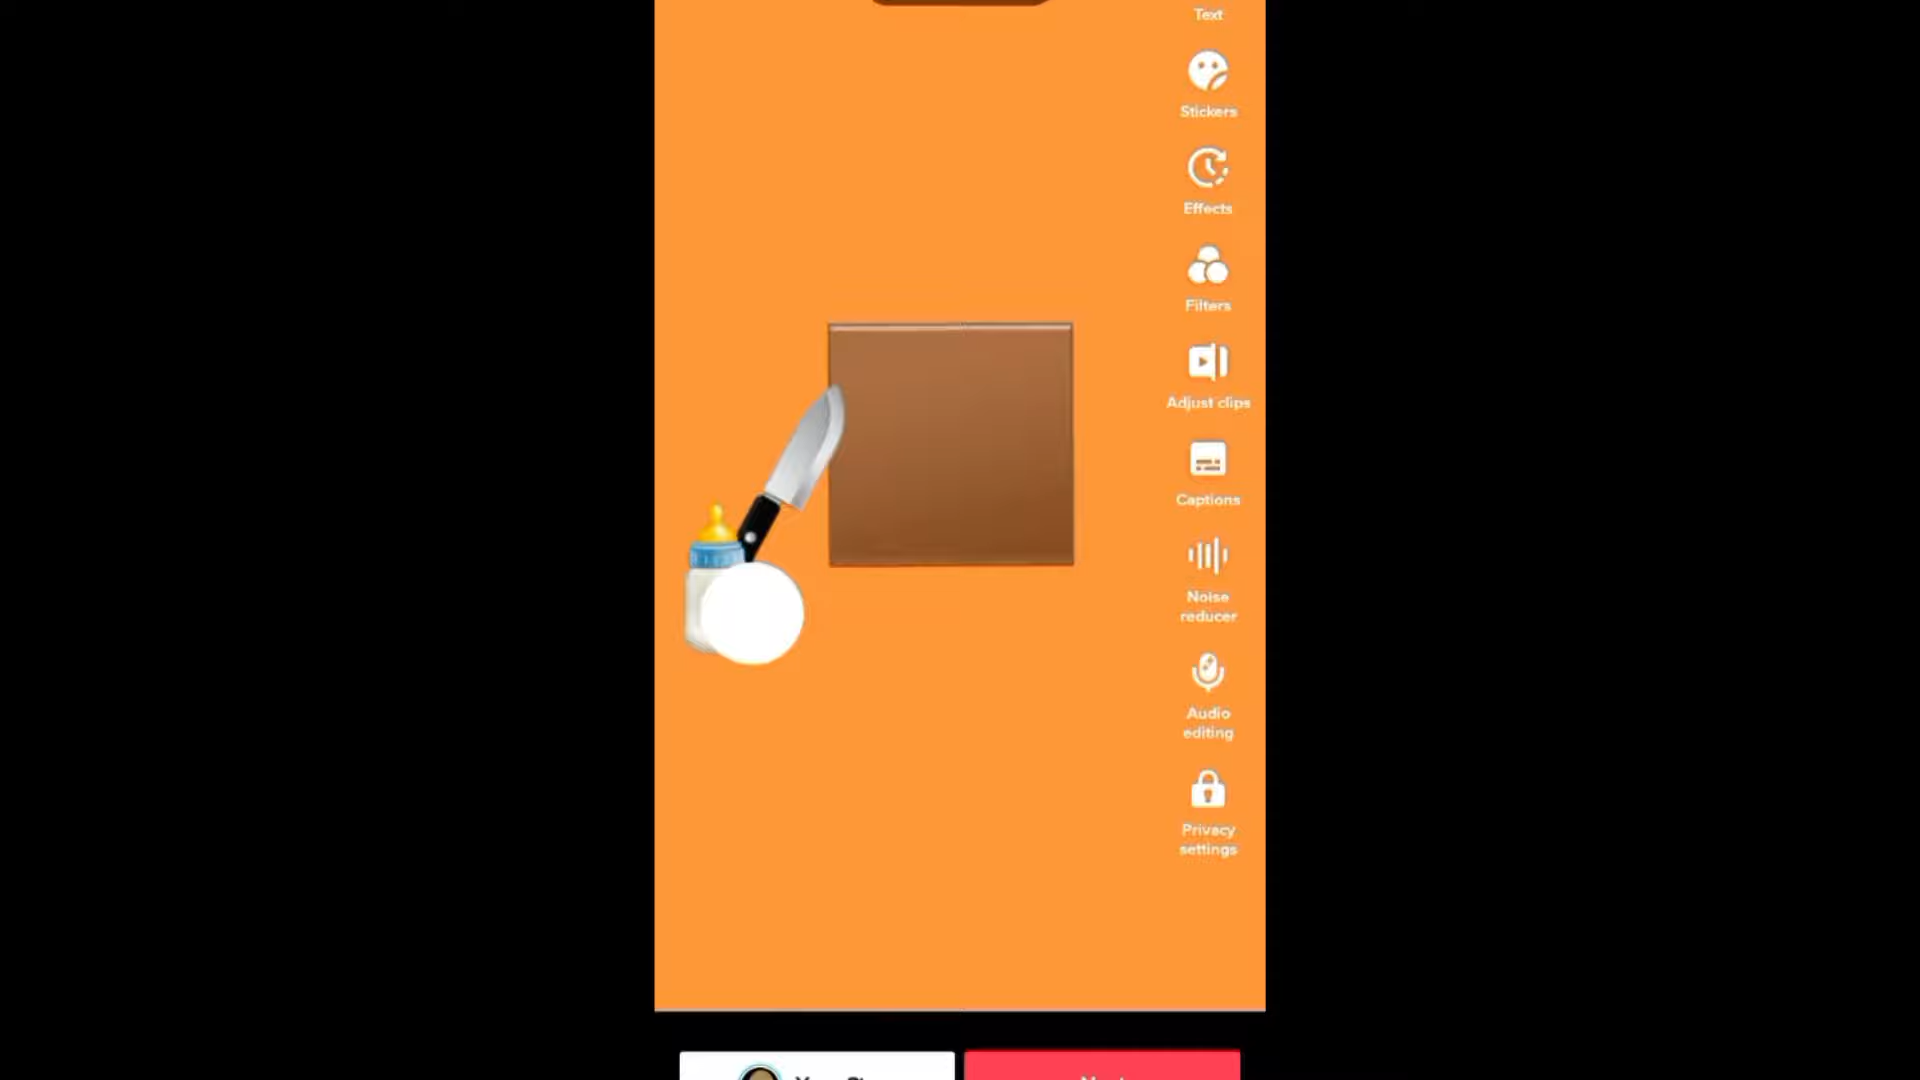 Text
Stickers
Effects
Filters
Adjust clips
Captions
Noise
reducer
Audio
editing
Privacy
settings